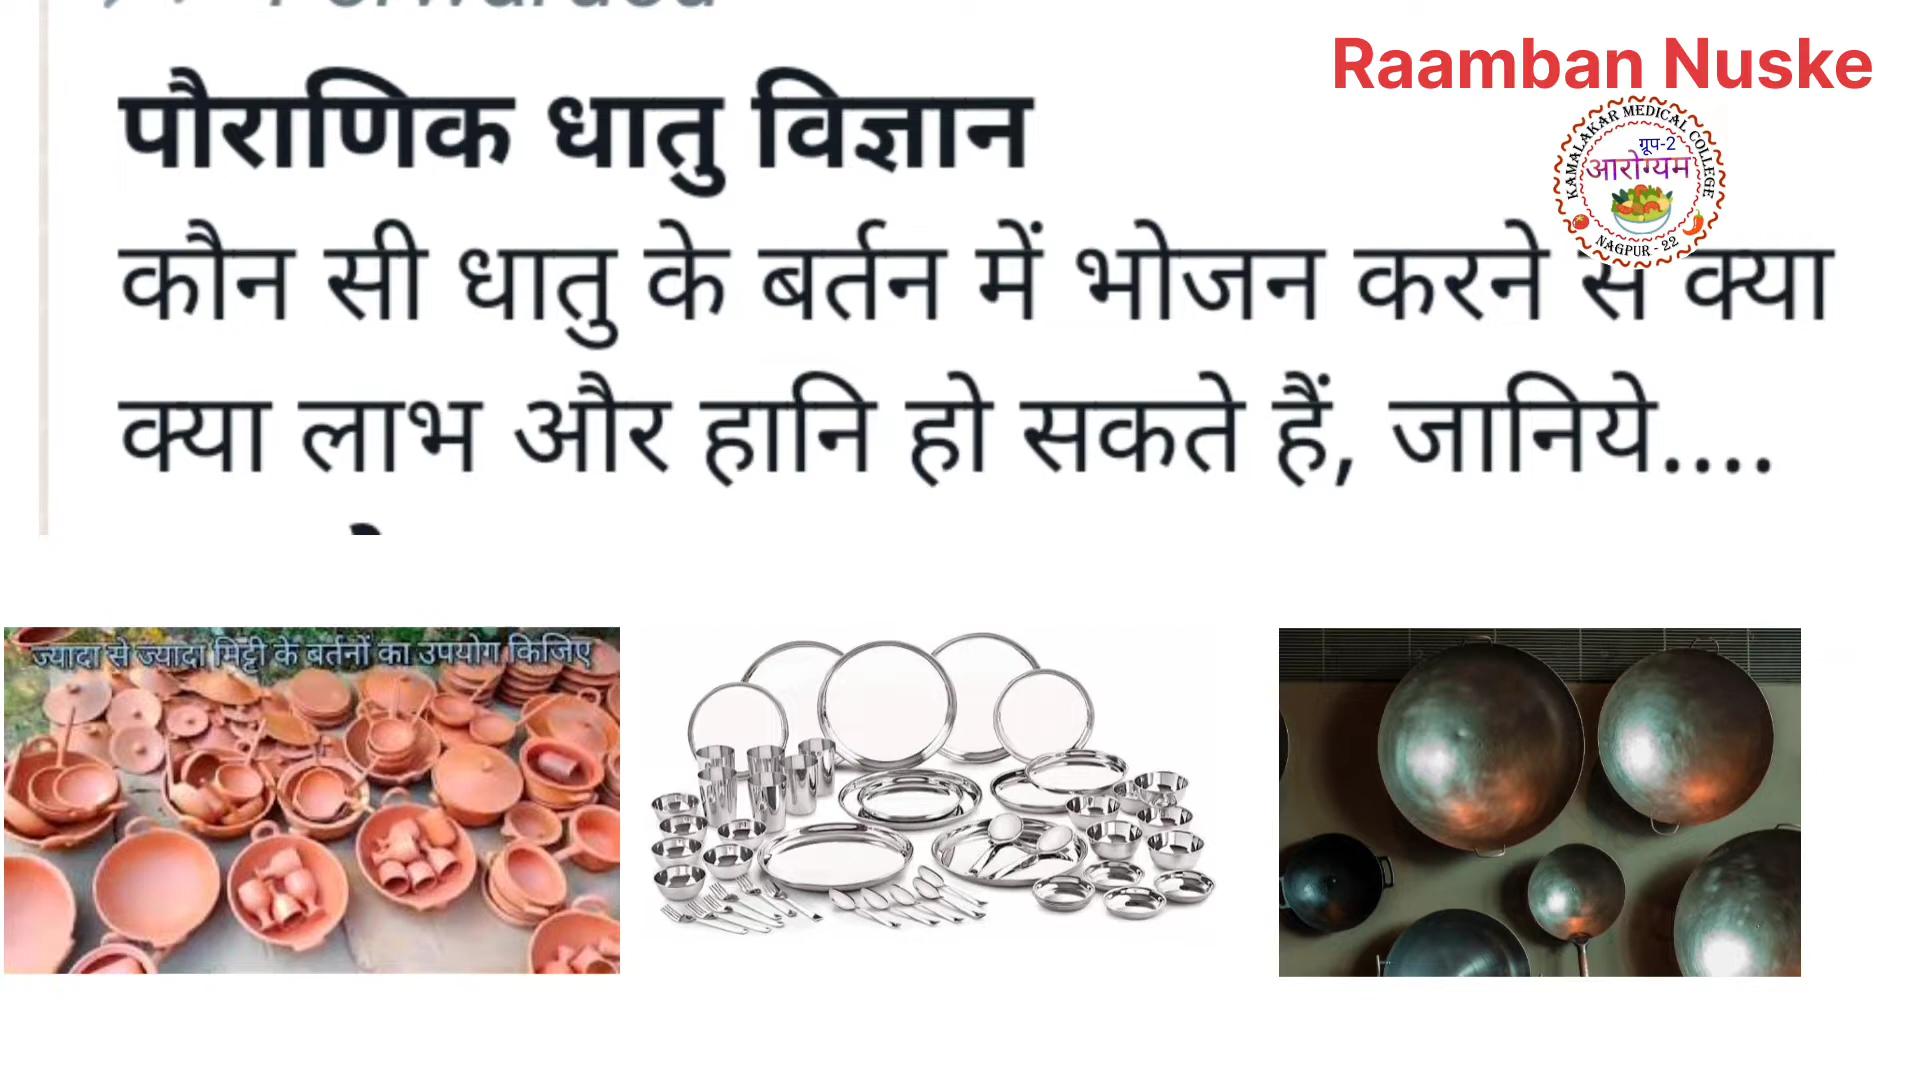 Forwarded
Raamban Nuske
पौराणिक धातु विज्ञान
KAMALAKAR MEDICAL COLLEGE
ग्रूप-2
आरोग्यम
NAGPUR - 22
कौन सी धातु के बर्तन में भोजन करने से क्या
क्या लाभ और हानि हो सकते हैं, जानिये....
ज्यादा से ज्यादा मिट्टी के बर्तनों का उपयोग किजिए